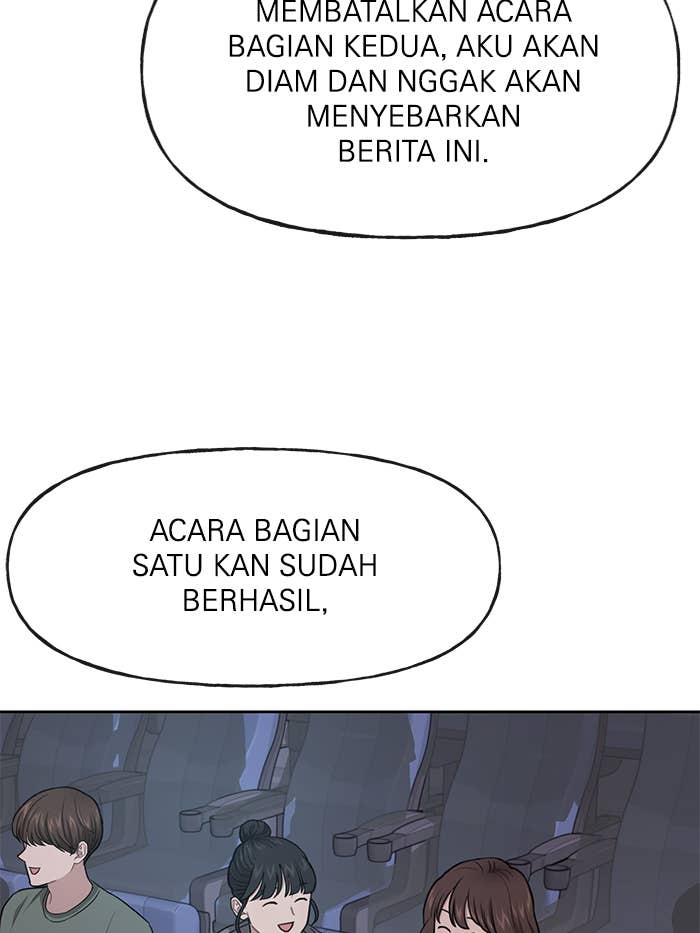 MEMBATALKAN ACARA
BAGIAN KEDUA, AKU AKAN
DIAM DAN NGGAK AKAN
MENYEBARKAN
BERITA INI.
ACARA BAGIAN
SATU KAN SUDAH
BERHASIL,